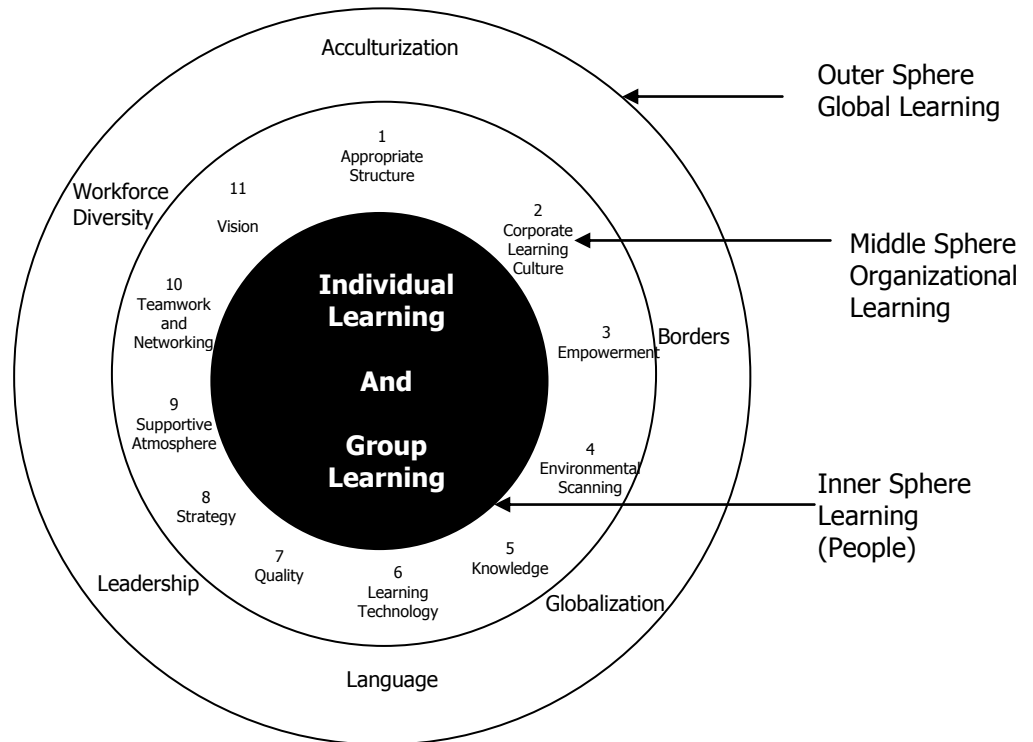 Acculturization
Outer Sphere
Global Learning
1
Appropriate
Structure
Workforce
Diversity
11
Vision
2
Corporate
Learning
Culture
Middle Sphere
Organizational
Learning
10
Teamwork
and
Networking
Individual
Learning
And
Group
Learning
3
Empowerment
Borders
9
Supportive
Atmosphere
4
Environmental
Scanning
Inner Sphere
Learning
(People)
8
Strategy
7
Quality
6
Learning
Technology
5
Knowledge
Leadership
Globalization
Language